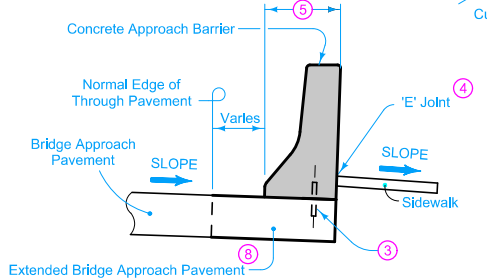 5
Cu
Concrete Approach Barrier
4
Normal Edge of
Through Pavement
'E' Joint
Varies
Bridge Approach
Pavement
SLOPE
SLOPE
Sidewalk
3
8
Extended Bridge Approach Pavement